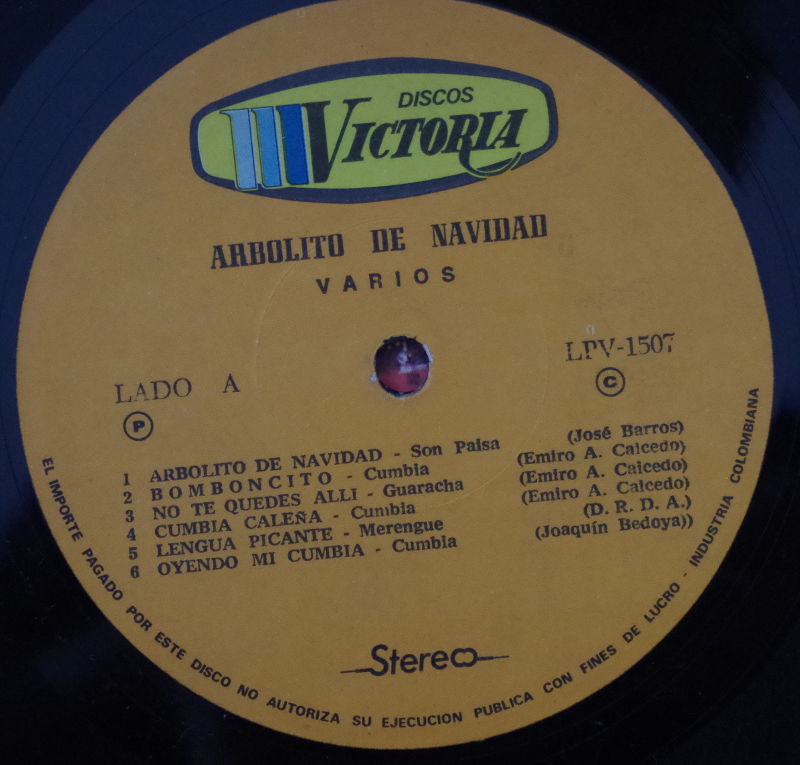 DISCOS
VICTORIA
ARBOLITO DE NAVIDAD
VARIOS
LADO A
LPV-1507
P
C
1 ARBOLITO DE NAVIDAD - Son Paisa (José Barros)
2 BOMBONCITO - Cumbia (Emiro A. Caicedo)
3 NO TE QUEDES ALLI - Guaracha (Emiro A. Caicedo)
4 CUMBIA CALEÑA - Cumbia (Emiro A. Caicedo)
5 LENGUA PICANTE - Merengue (D. R. D. A.)
6 OYENDO MI CUMBIA - Cumbia (Joaquín Bedoya))
Stereo
EL IMPORTE PAGADO POR ESTE DISCO NO AUTORIZA SU EJECUCION PUBLICA CON FINES DE LUCRO - INDUSTRIA COLOMBIANA